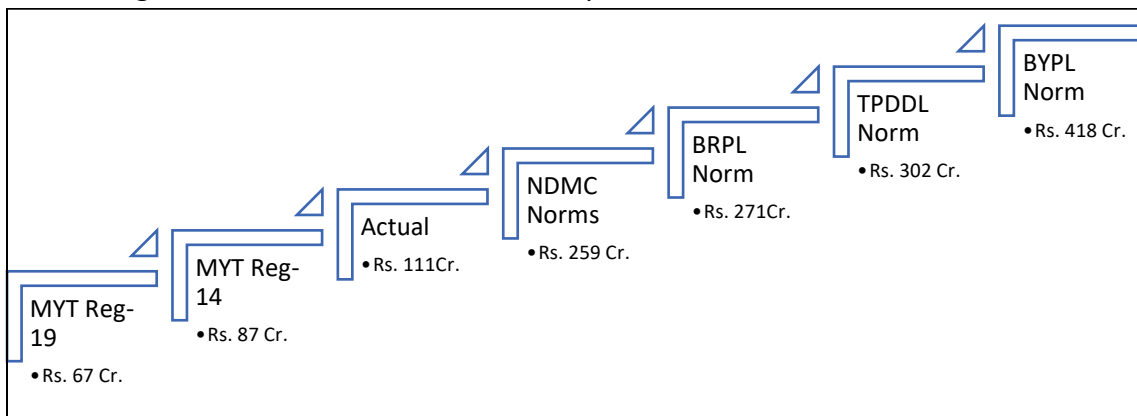 MYT Reg-
19
• Rs. 67 Cr.
MYT Reg-
14
• Rs. 87 Cr.
Actual
• Rs. 111Cr.
NDMC
Norms
• Rs. 259 Cr.
BRPL
Norm
• Rs. 271Cr.
TPDDL
Norm
• Rs. 302 Cr.
BYPL
Norm
• Rs. 418 Cr.